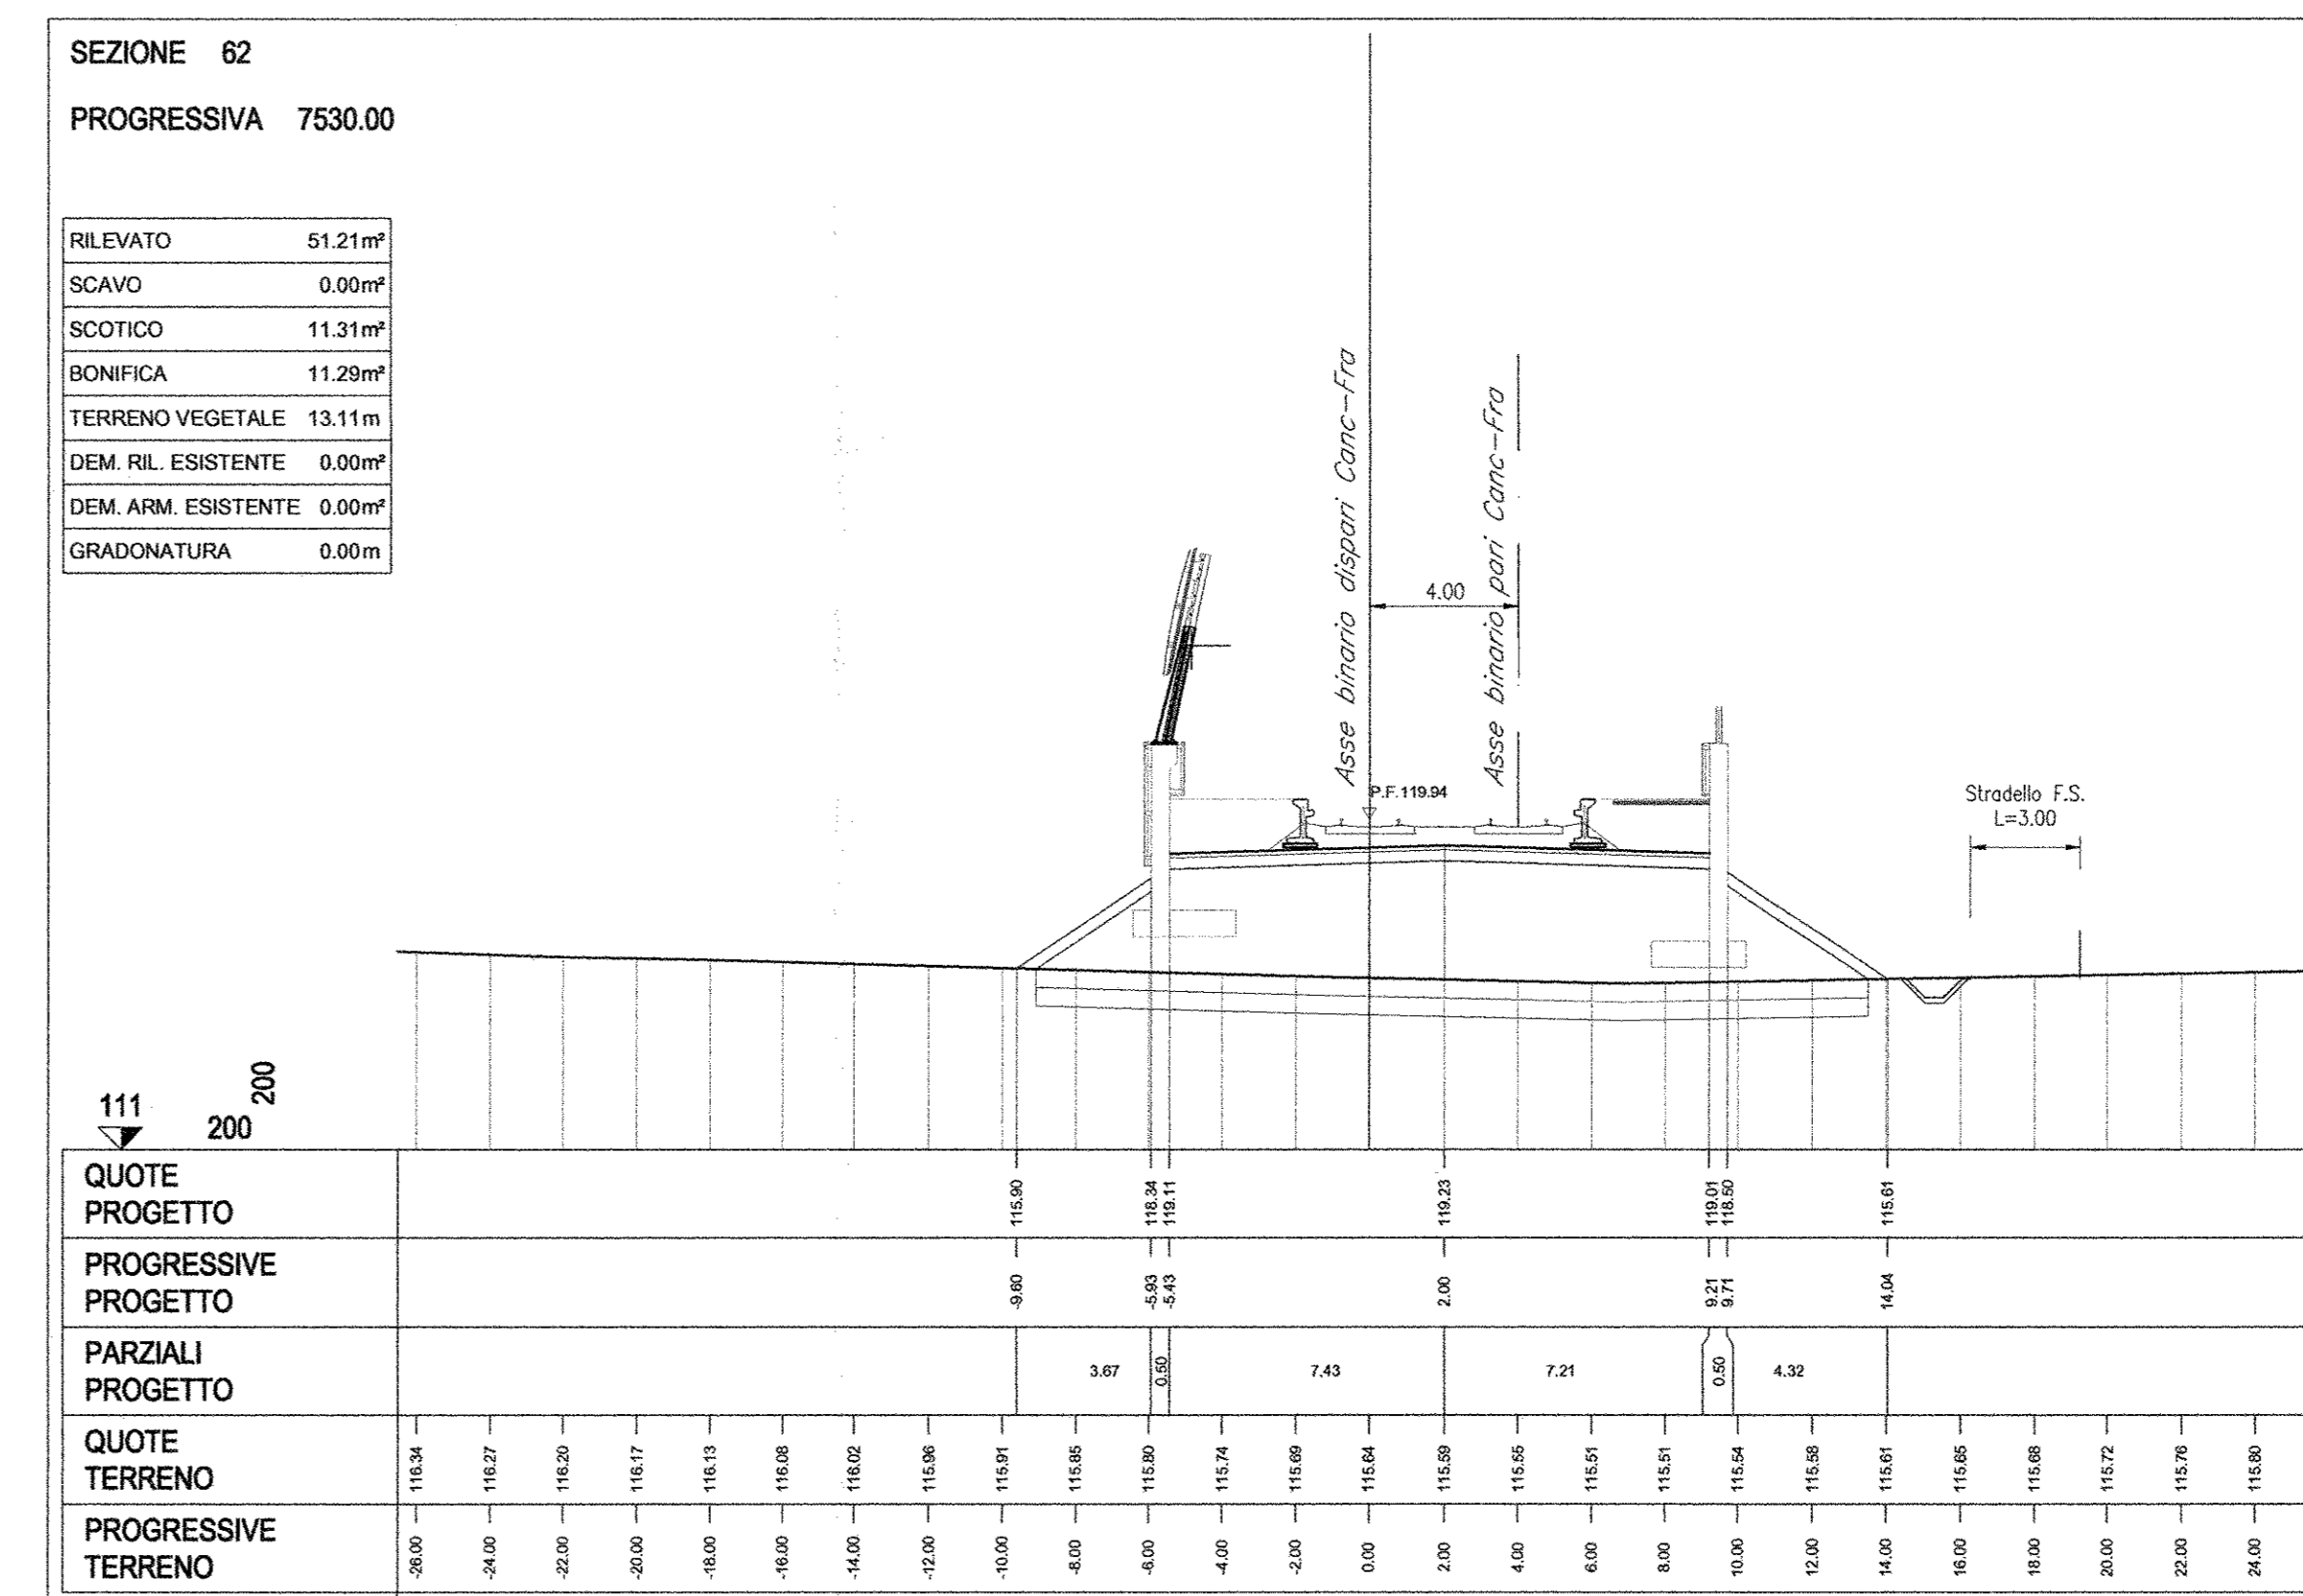 SEZIONE 62
PROGRESSIVA 7530.00
RILEVATO 51.21m²
SCAVO 0.00m²
SCOTICO 11.31m²
BONIFICA 11.29m²
TERRENO VEGETALE 13.11m
DEM. RIL. ESISTENTE 0.00m²
DEM. ARM. ESISTENTE 0.00m²
GRADONATURA 0.00m
Asse binario dispari Canc-Fra
Asse binario pari Canc-Fra
4.00
P.F. 119.94
Stradello F.S.
L=3.00
111
200
200
QUOTE
PROGETTO
115.90 118.34 119.11 119.23 119.01 118.50 115.61
PROGRESSIVE
PROGETTO
-9.60 -5.93 -5.43 2.00 9.21 9.71 14.04
PARZIALI
PROGETTO
3.67 0.50 7.43 7.21 0.50 4.32
QUOTE
TERRENO
116.34 116.27 116.20 116.17 116.13 116.08 116.02 115.96 115.91 115.85 115.80 115.74 115.69 115.64 115.59 115.55 115.51 115.51 115.54 115.58 115.61 115.65 115.68 115.72 115.76 115.80
PROGRESSIVE
TERRENO
-26.00 -24.00 -22.00 -20.00 -18.00 -16.00 -14.00 -12.00 -10.00 -8.00 -6.00 -4.00 -2.00 0.00 2.00 4.00 6.00 8.00 10.00 12.00 14.00 16.00 18.00 20.00 22.00 24.00